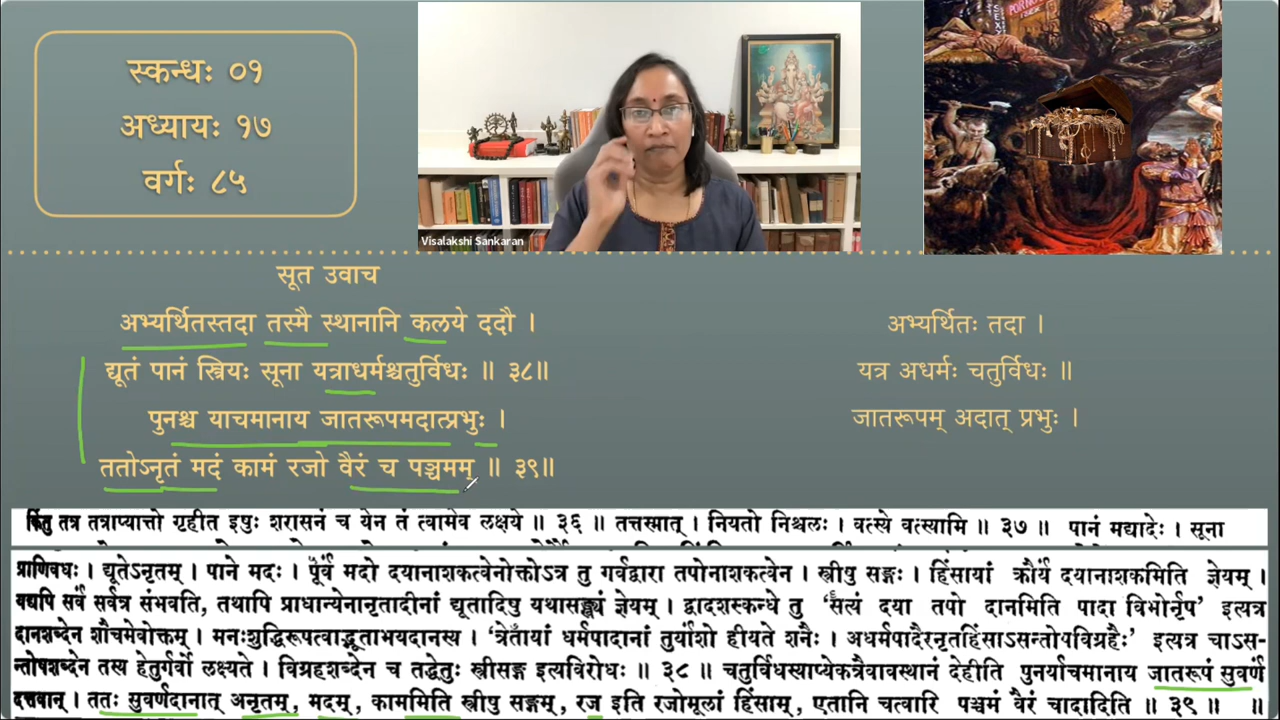 स्कन्धः ०१
अध्यायः १७
वर्गः ८५
Visalakshi Sankaran
सूत उवाच
अभ्यर्थितस्तदा तस्मै स्थानानि कलये ददौ ।
द्यूतं पानं स्त्रियः सूना यत्राधर्मश्चतुर्विधः ॥ ३८॥
पुनश्च याचमानाय जातरूपमदात्प्रभुः ।
ततोऽनृतं मदं कामं रजो वैरं च पञ्चमम् ॥ ३९॥
अभ्यर्थितः तदा ।
यत्र अधर्मः चतुर्विधः ॥
जातरूपम् अदात् प्रभुः ।
किंतु तत्र तत्राप्यात्तो गृहीत इषुः शरासनं च येन तं त्वामेव लक्षये ॥ ३६ ॥ तत्तस्मात् । नियतो निश्चलः । वत्स्ये वत्स्यामि ॥ ३७ ॥ पानं मद्यादेः । सूना
प्राणिवधः । द्यूतेऽनृतम् । पाने मदः । पूर्वं मदो दयानाशकत्वेनोक्तोऽत्र तु गर्वद्वारा तपोनाशकत्वेन । स्त्रीषु सङ्गः । हिंसायां क्रौर्यं दयानाशकमिति ज्ञेयम् ।
यद्यपि सर्वं सर्वत्र संभवति, तथापि प्राधान्येनानृतादीनां द्यूतादिषु यथासङ्ख्यं ज्ञेयम् । द्वादशस्कन्धे तु ‘सत्यं दया तपो दानमिति पादा विभोर्नृप’ इत्यत्र
दानशब्देन शौचमेवोक्तम् । मनःशुद्धिरूपत्वाद्भूताभयदानस्य । ‘त्रेतायां धर्मपादानां तुर्यांशो हीयते शनैः । अधर्मपादैरनृतहिंसाऽसन्तोषविग्रहैः’ इत्यत्र चाऽस-
न्तोषशब्देन तस्य हेतुर्गर्वो लक्ष्यते । विग्रहशब्देन च तद्धेतुः स्त्रीसङ्ग इत्यविरोधः ॥ ३८ ॥ चतुर्विधस्याप्येकत्रैवावस्थानं देहीति पुनर्याचमानाय जातरूपं सुवर्णं
दत्तवान् । ततः सुवर्णदानात् अनृतम्, मदम्, काममिति स्त्रीषु सङ्गम्, रज इति रजोमूलां हिंसाम्, एतानि चत्वारि पञ्चमं वैरं चादादिति ॥ ३९ ॥